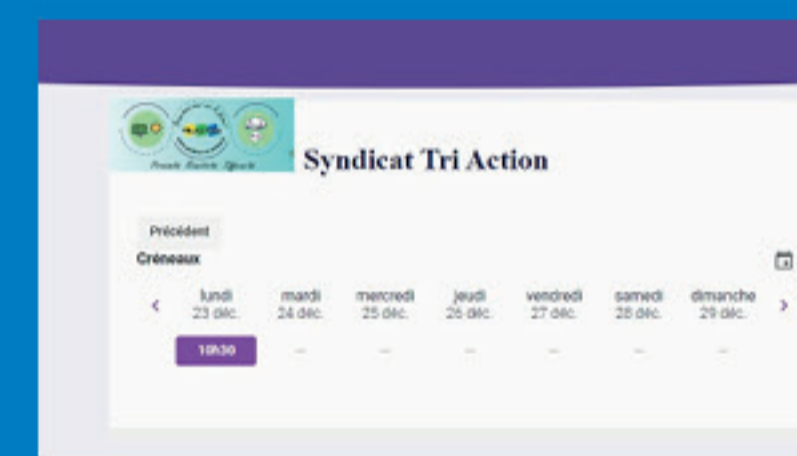 Syndicat Tri Action
Précédent
Créneaux
lundi mardi mercredi jeudi vendredi samedi dimanche
23 déc. 24 déc. 25 déc. 26 déc. 27 déc. 28 déc. 29 déc.
10h30 – – – – – –